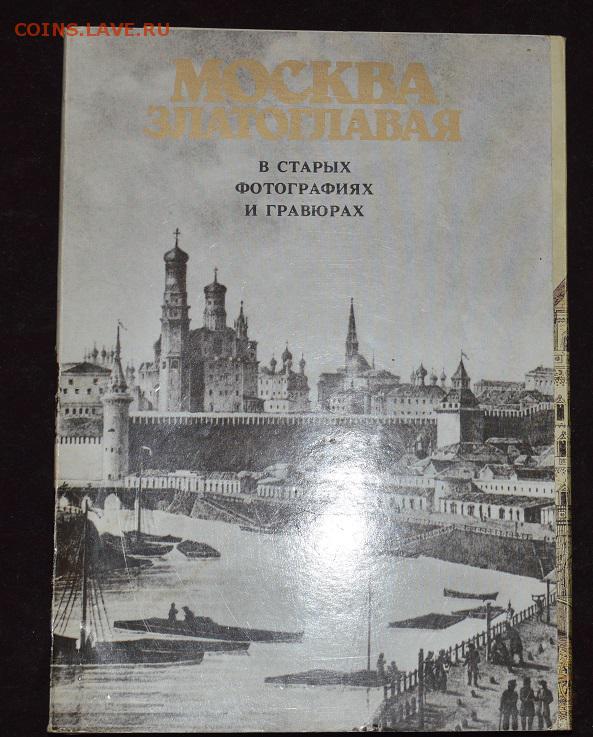 COINS.LAVE.RU
МОСКВА
ЗЛАТОГЛАВАЯ
В СТАРЫХ
ФОТОГРАФИЯХ
И ГРАВЮРАХ